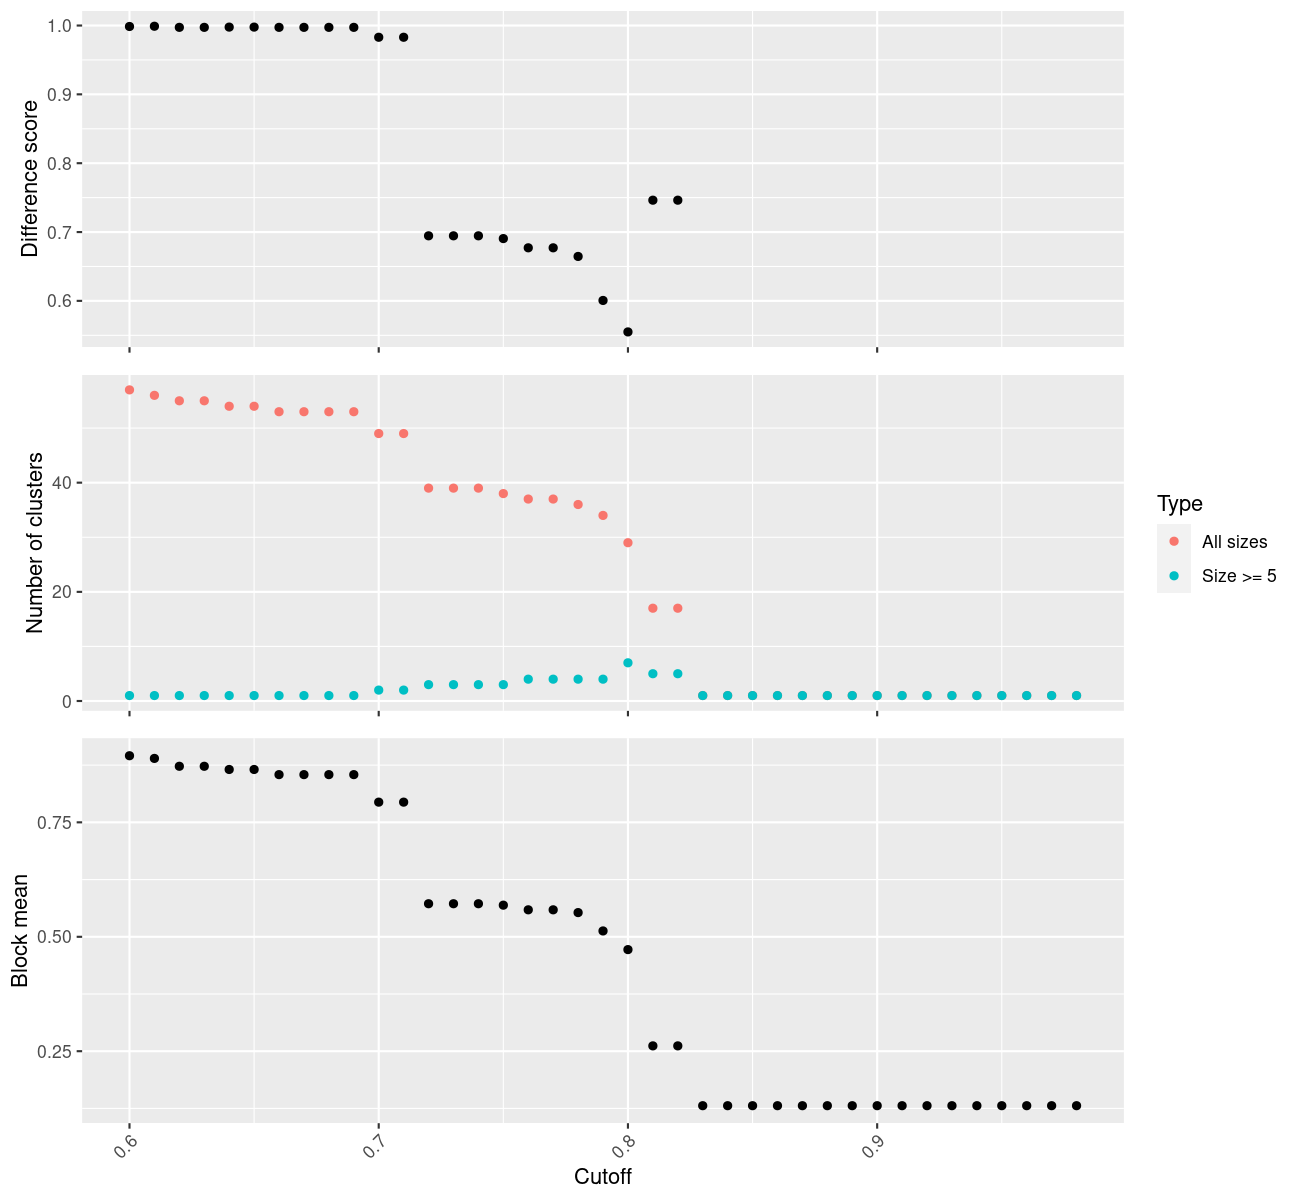 1.0
0.9
0.8
0.7
0.6
Difference score
40
20
0
Number of clusters
Type
All sizes
Size >= 5
0.75
0.50
0.25
Block mean
0.6 0.7 0.8 0.9
Cutoff